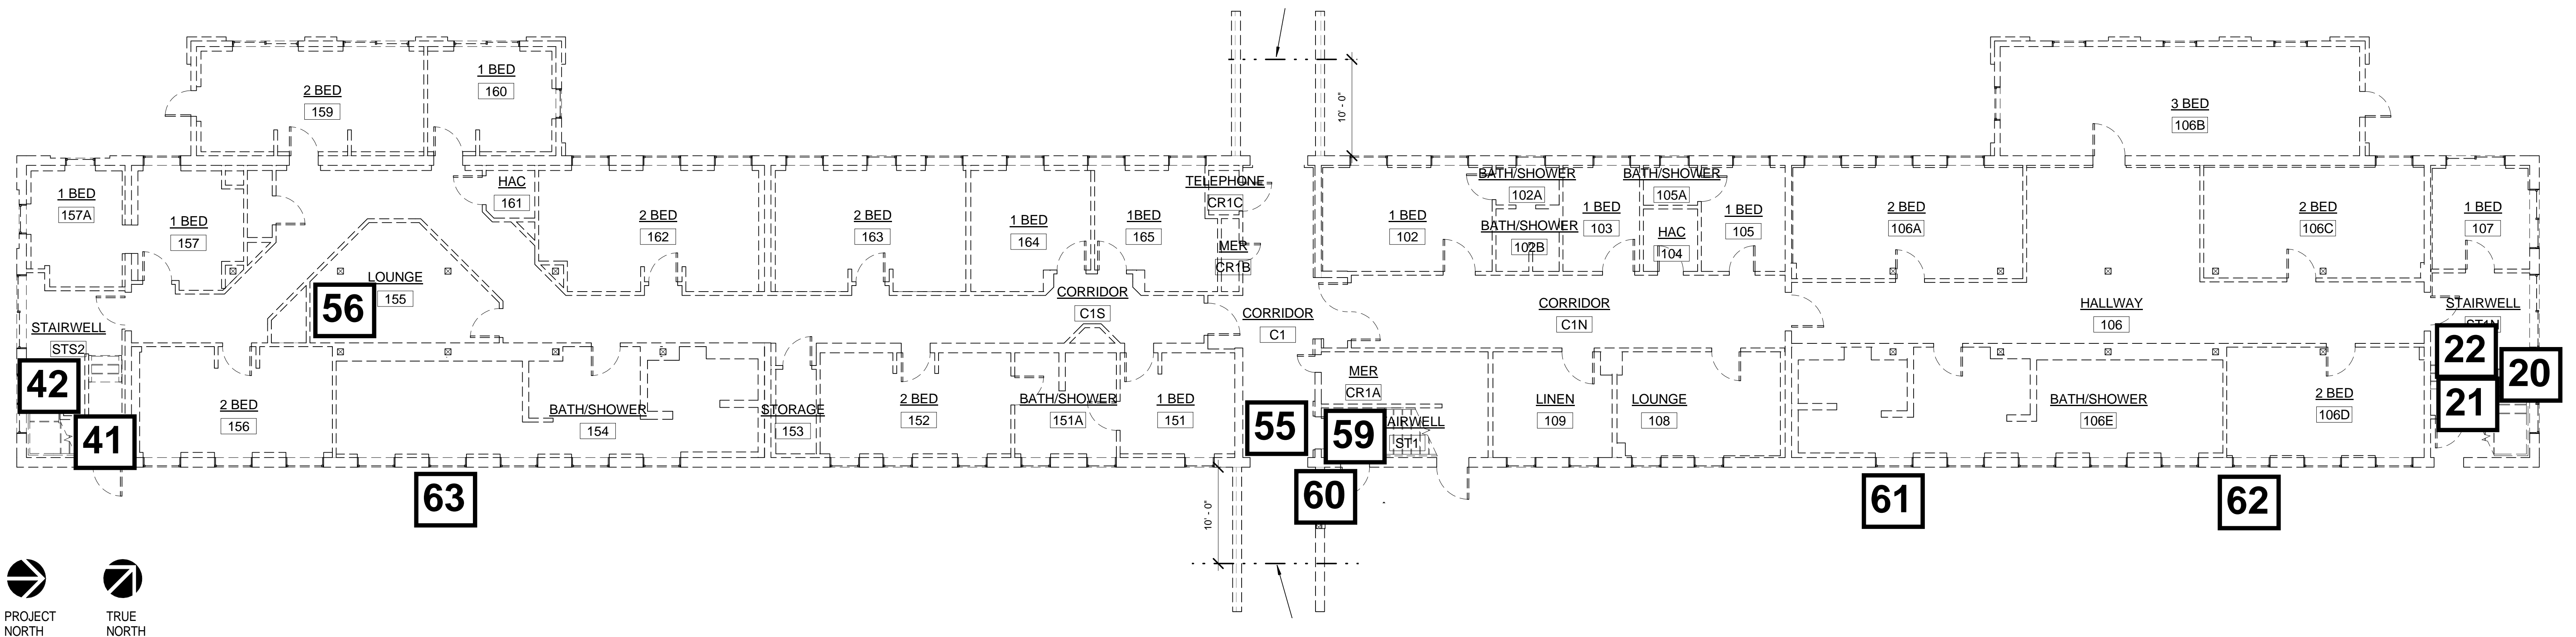 1 BED
160
2 BED
159
10' - 0"
3 BED
106B
1 BED
157A
1 BED
157
HAC
161
2 BED
162
2 BED
163
1 BED
164
1BED
165
TELEPHONE
CR1C
MER
CR1B
1 BED
102
BATH/SHOWER
102A
BATH/SHOWER
102B
1 BED
103
BATH/SHOWER
105A
HAC
104
1 BED
105
2 BED
106A
2 BED
106C
1 BED
107
LOUNGE
155
56
CORRIDOR
C1S
CORRIDOR
C1
CORRIDOR
C1N
HALLWAY
106
STAIRWELL
ST1N
STAIRWELL
STS2
42
41
2 BED
156
BATH/SHOWER
154
STORAGE
153
2 BED
152
BATH/SHOWER
151A
1 BED
151
55
MER
CR1A
59
ST1
LINEN
109
LOUNGE
108
BATH/SHOWER
106E
2 BED
106D
22
20
21
63
60
61
62
10' - 0"
PROJECT
NORTH
TRUE
NORTH